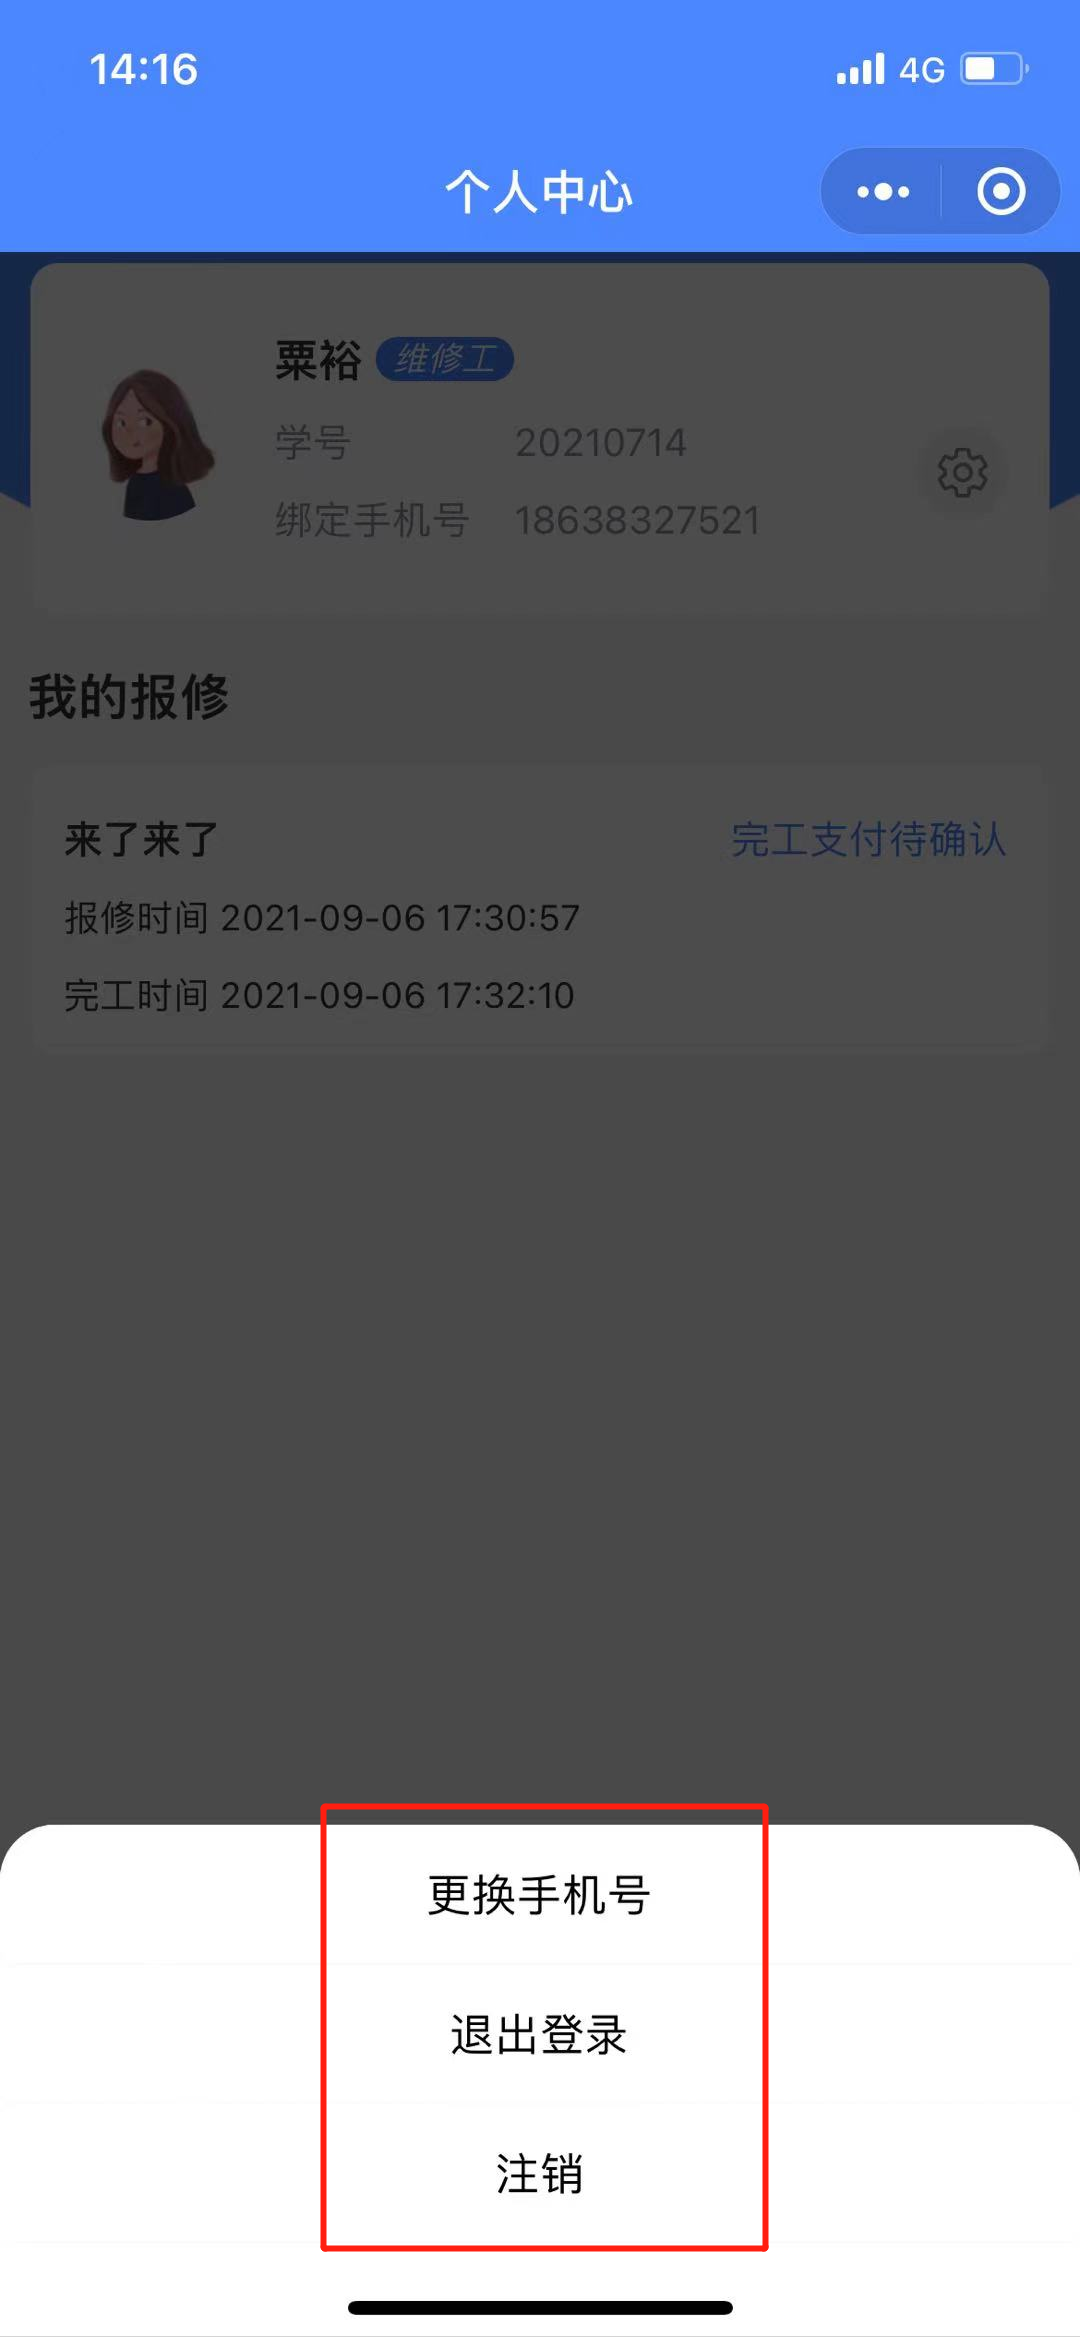 14:16
4G
个人中心
粟裕 维修工
学号 20210714
绑定手机号 18638327521
我的报修
来了来了 完工支付待确认
报修时间 2021-09-06 17:30:57
完工时间 2021-09-06 17:32:10
更换手机号
退出登录
注销